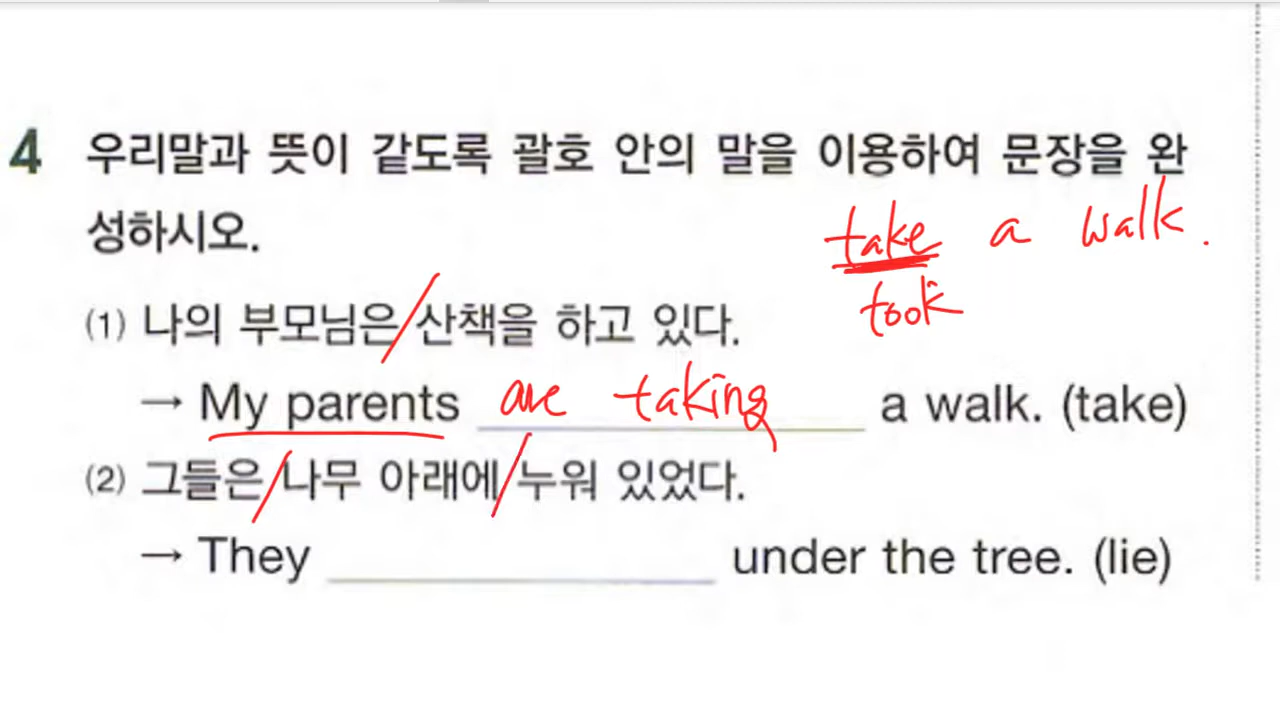 4 우리말과 뜻이 같도록 괄호 안의 말을 이용하여 문장을 완
성하시오.
take a walk.
took
(1) 나의 부모님은/산책을 하고 있다.
→ My parents are taking a walk. (take)
(2) 그들은/나무 아래에/누워 있었다.
→ They ____________ under the tree. (lie)